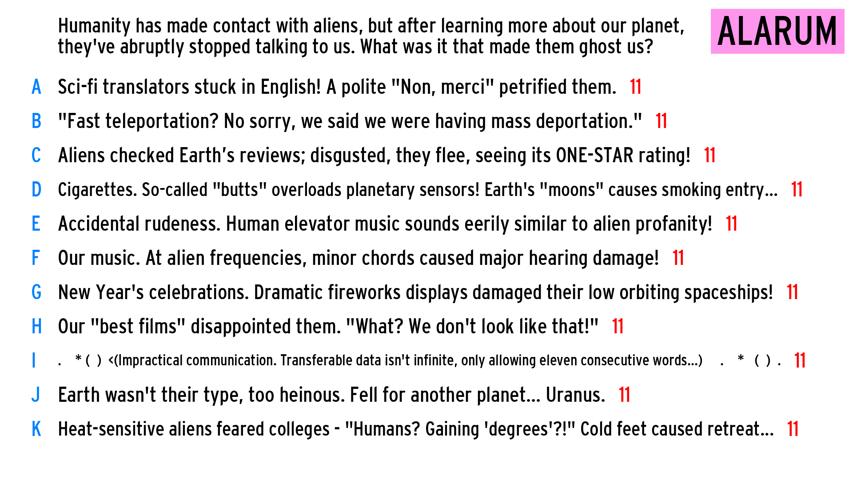 Humanity has made contact with aliens, but after learning more about our planet,
they've abruptly stopped talking to us. What was it that made them ghost us?
ALARUM
A Sci-fi translators stuck in English! A polite "Non, merci" petrified them. 11
B "Fast teleportation? No sorry, we said we were having mass deportation." 11
C Aliens checked Earth's reviews; disgusted, they flee, seeing its ONE-STAR rating! 11
D Cigarettes. So-called "butts" overloads planetary sensors! Earth's "moons" causes smoking entry... 11
E Accidental rudeness. Human elevator music sounds eerily similar to alien profanity! 11
F Our music. At alien frequencies, minor chords caused major hearing damage! 11
G New Year's celebrations. Dramatic fireworks displays damaged their low orbiting spaceships! 11
H Our "best films" disappointed them. "What? We don't look like that!" 11
I . * ( ) <(Impractical communication. Transferable data isn't infinite, only allowing eleven consecutive words...) . * ( ) . 11
J Earth wasn't their type, too heinous. Fell for another planet... Uranus. 11
K Heat-sensitive aliens feared colleges - "Humans? Gaining 'degrees'?!" Cold feet caused retreat... 11